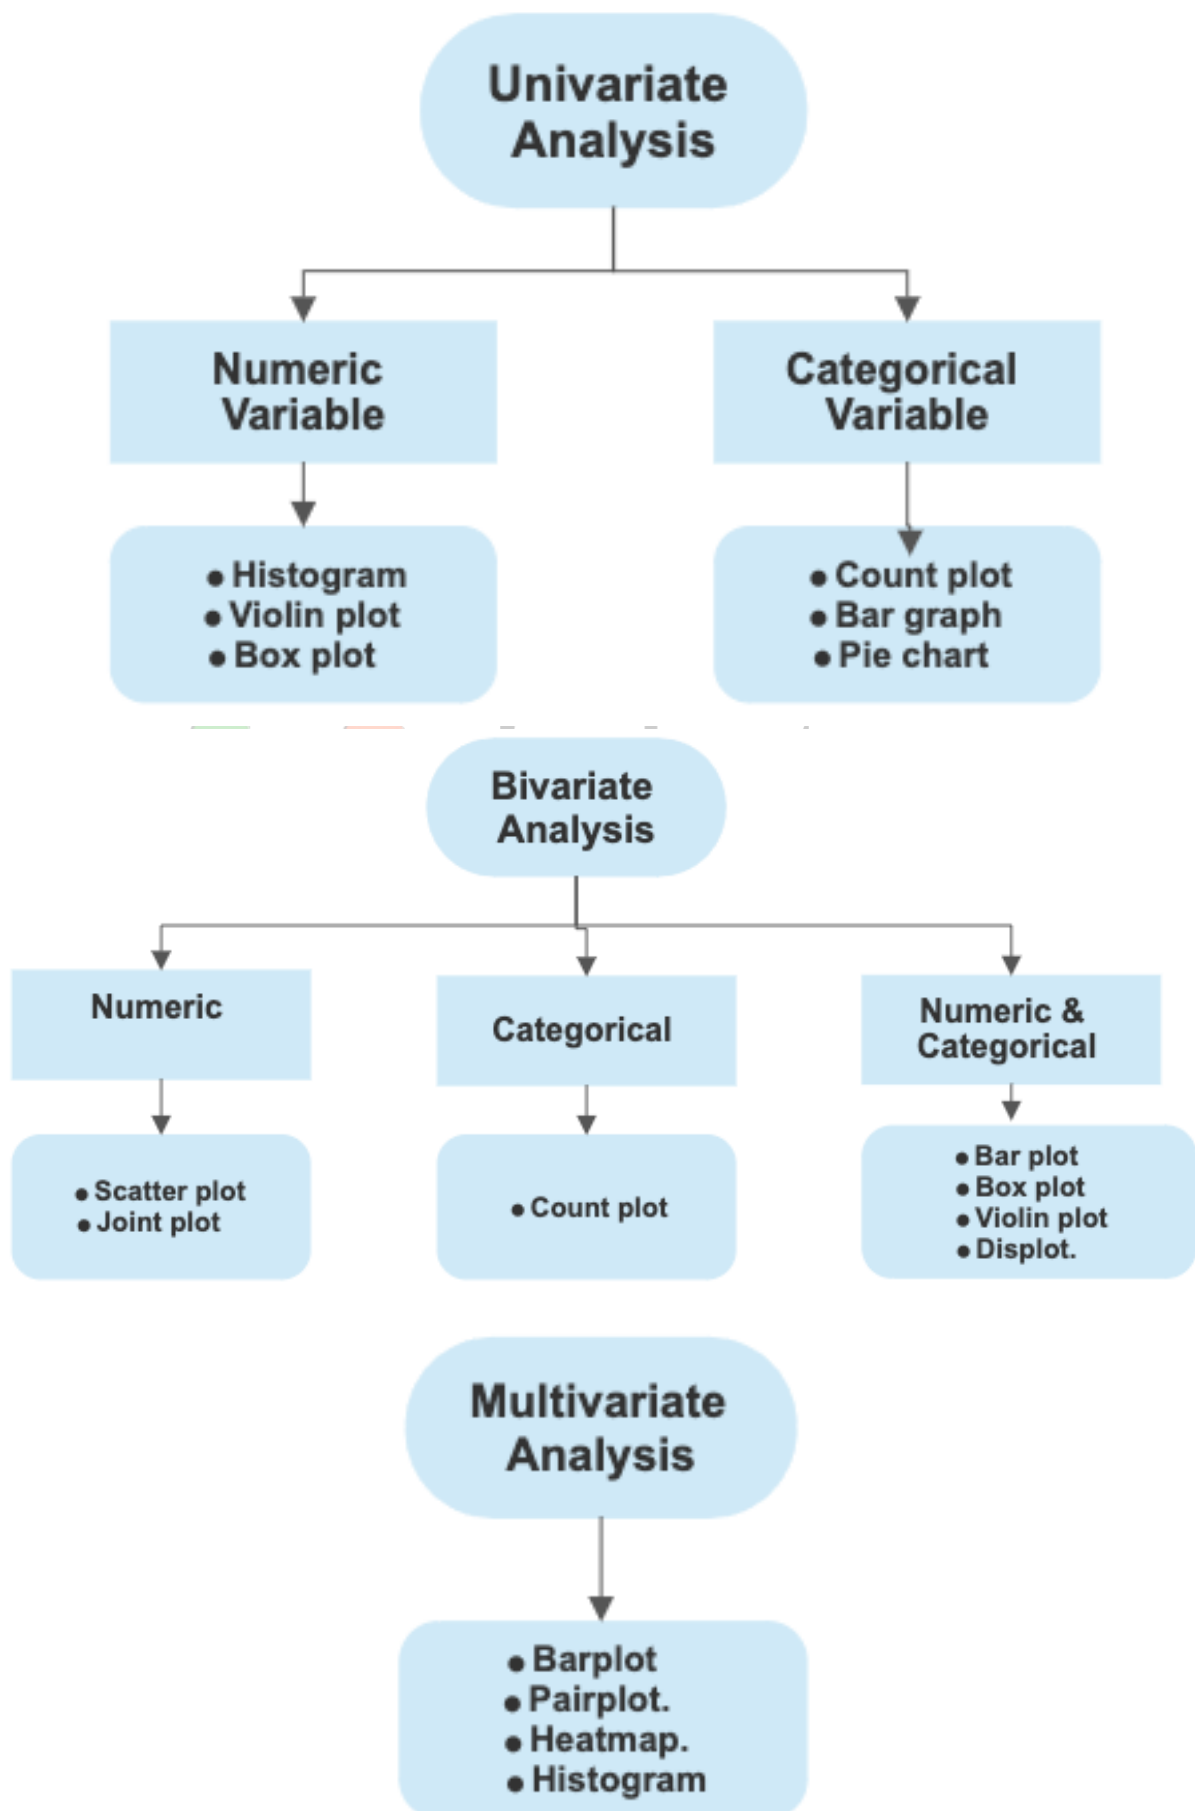 Univariate
Analysis
Numeric
Variable
Categorical
Variable
● Histogram
● Violin plot
● Box plot
● Count plot
● Bar graph
● Pie chart
Bivariate
Analysis
Numeric
Categorical
Numeric &
Categorical
● Scatter plot
● Joint plot
● Count plot
● Bar plot
● Box plot
● Violin plot
● Displot.
Multivariate
Analysis
● Barplot
● Pairplot.
● Heatmap.
● Histogram